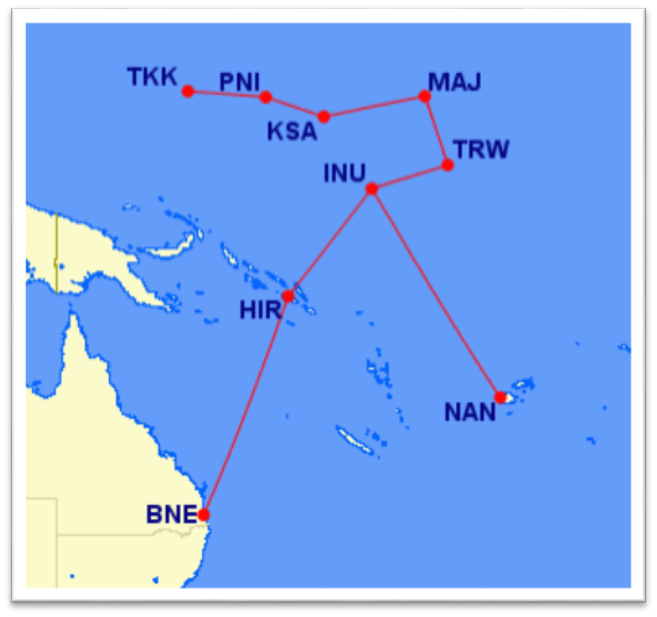 TKK
PNI
MAJ
KSA
TRW
INU
HIR
NAN
BNE